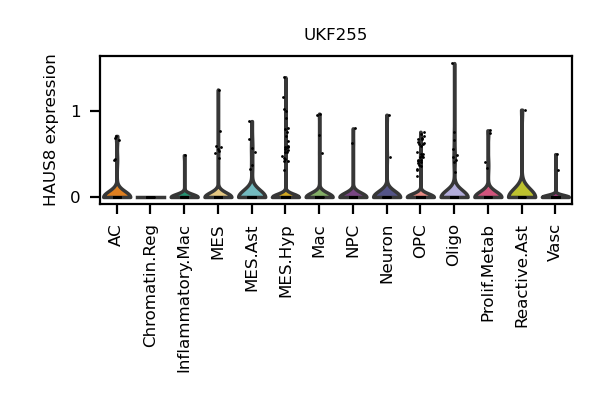 UKF255
HAUS8 expression
1
0
AC
Chromatin.Reg
Inflammatory.Mac
MES
MES.Ast
MES.Hyp
Mac
NPC
Neuron
OPC
Oligo
Prolif.Metab
Reactive.Ast
Vasc